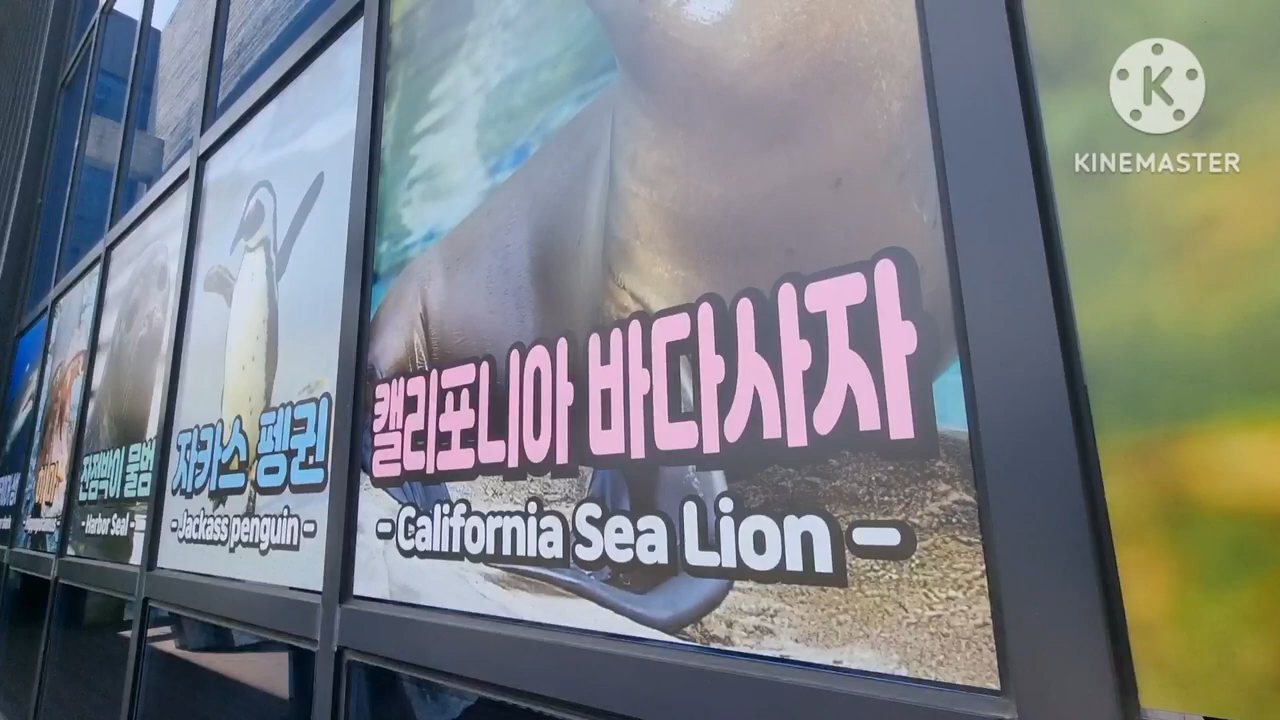 캘리포니아 바다사자
- California Sea Lion -
자카스 펭귄
- Jackass penguin -
잔점박이 물범
- Harbor Seal -
K
KINEMASTER